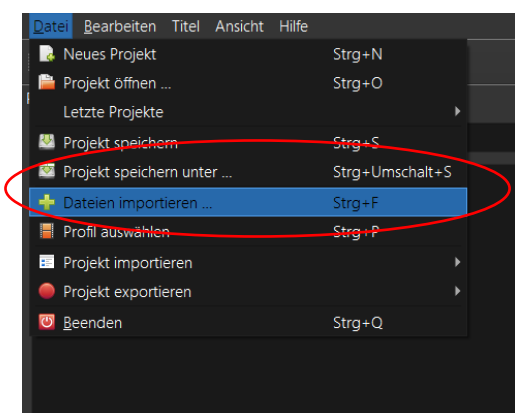 Datei Bearbeiten Titel Ansicht Hilfe
Neues Projekt Strg+N
Projekt öffnen ... Strg+O
Letzte Projekte
Projekt speichern Strg+S
Projekt speichern unter ... Strg+Umschalt+S
Dateien importieren ... Strg+F
Profil auswählen Strg+P
Projekt importieren
Projekt exportieren
Beenden Strg+Q